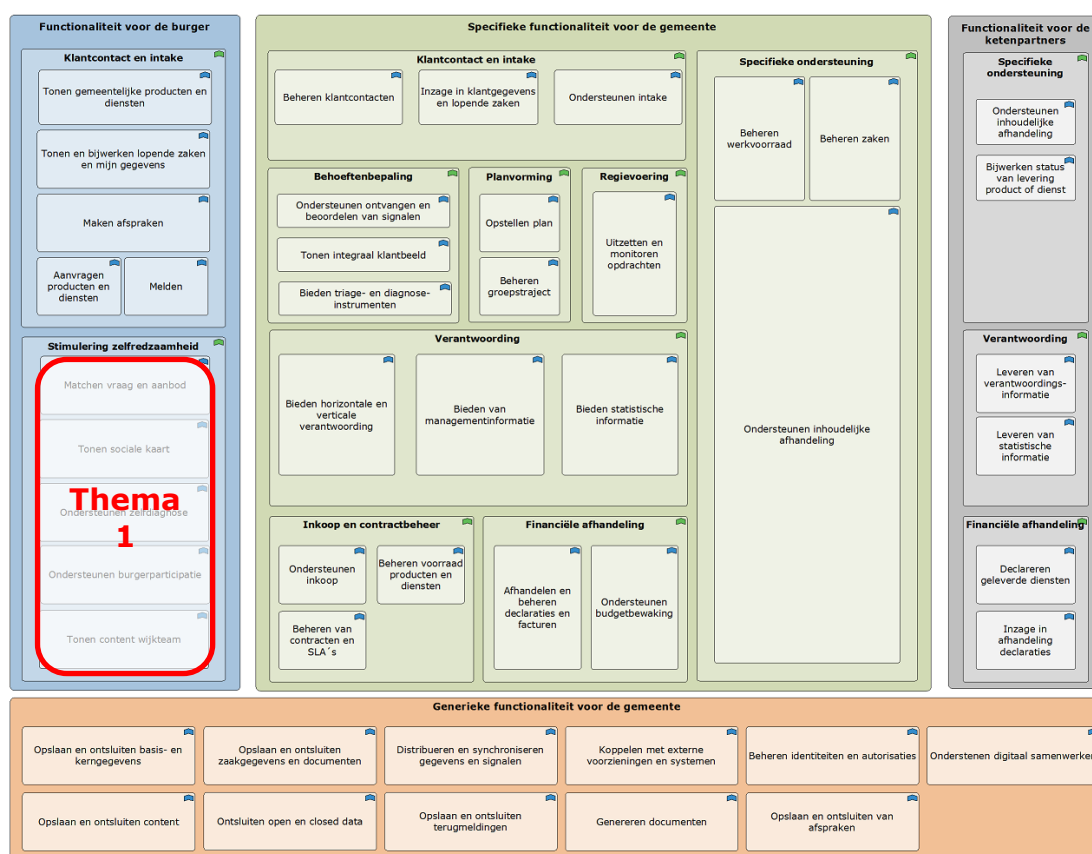 Functionaliteit voor de burger
Klantcontact en intake
Tonen gemeentelijke producten en
diensten
Tonen en bijwerken lopende zaken
en mijn gegevens
Maken afspraken
Aanvragen
producten en
diensten
Melden
Stimulering zelfredzaamheid
Matchen vraag en aanbod
Tonen sociale kaart
Ondersteunen zelfdiagnose
Thema
1
Ondersteunen burgerparticipatie
Tonen content wijkteam
Specifieke functionaliteit voor de gemeente
Klantcontact en intake
Beheren klantcontacten
Inzage in klantgegevens
en lopende zaken
Ondersteunen intake
Behoeftenbepaling
Ondersteunen ontvangen en
beoordelen van signalen
Tonen integraal klantbeeld
Bieden triage- en diagnose-
instrumenten
Planvorming
Opstellen plan
Beheren
groepstraject
Regievoering
Uitzetten en
monitoren
opdrachten
Verantwoording
Bieden horizontale en
verticale
verantwoording
Bieden van
managementinformatie
Bieden statistische
informatie
Inkoop en contractbeheer
Ondersteunen
inkoop
Beheren voorraad
producten en
diensten
Beheren van
contracten en
SLA´s
Financiële afhandeling
Afhandelen en
beheren
declaraties en
facturen
Ondersteunen
budgetbewaking
Specifieke ondersteuning
Beheren
werkvoorraad
Beheren zaken
Ondersteunen inhoudelijke
afhandeling
Functionaliteit voor de
ketenpartners
Specifieke
ondersteuning
Ondersteunen
inhoudelijke
afhandeling
Bijwerken status
van levering
product of dienst
Verantwoording
Leveren van
verantwoordings-
informatie
Leveren van
statistische
informatie
Financiële afhandeling
Declareren
geleverde diensten
Inzage in
afhandeling
declaraties
Generieke functionaliteit voor de gemeente
Opslaan en ontsluiten basis- en
kerngegevens
Opslaan en ontsluiten
zaakgegevens en documenten
Distribueren en synchroniseren
gegevens en signalen
Koppelen met externe
voorzieningen en systemen
Beheren identiteiten en autorisaties
Onderstenen digitaal samenwerken
Opslaan en ontsluiten content
Ontsluiten open en closed data
Opslaan en ontsluiten
terugmeldingen
Genereren documenten
Opslaan en ontsluiten van
afspraken